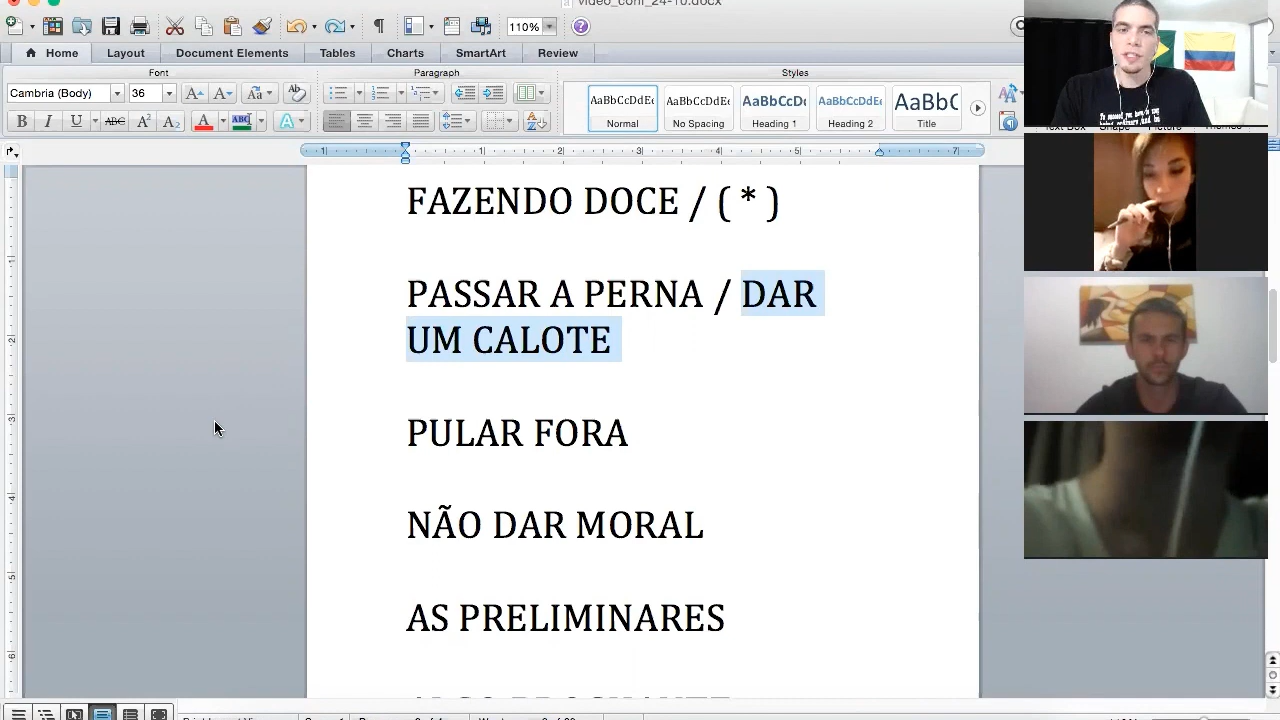 video_conf_24-10.docx
110%
Home Layout Document Elements Tables Charts SmartArt Review
Font Paragraph Styles
Cambria (Body) 36
AaBbCcDdEe AaBbCcDdEe AaBbCcDc AaBbCcDdEe AaBbC
Normal No Spacing Heading 1 Heading 2 Title
FAZENDO DOCE / ( * )
PASSAR A PERNA / DAR
UM CALOTE
PULAR FORA
NÃO DAR MORAL
AS PRELIMINARES